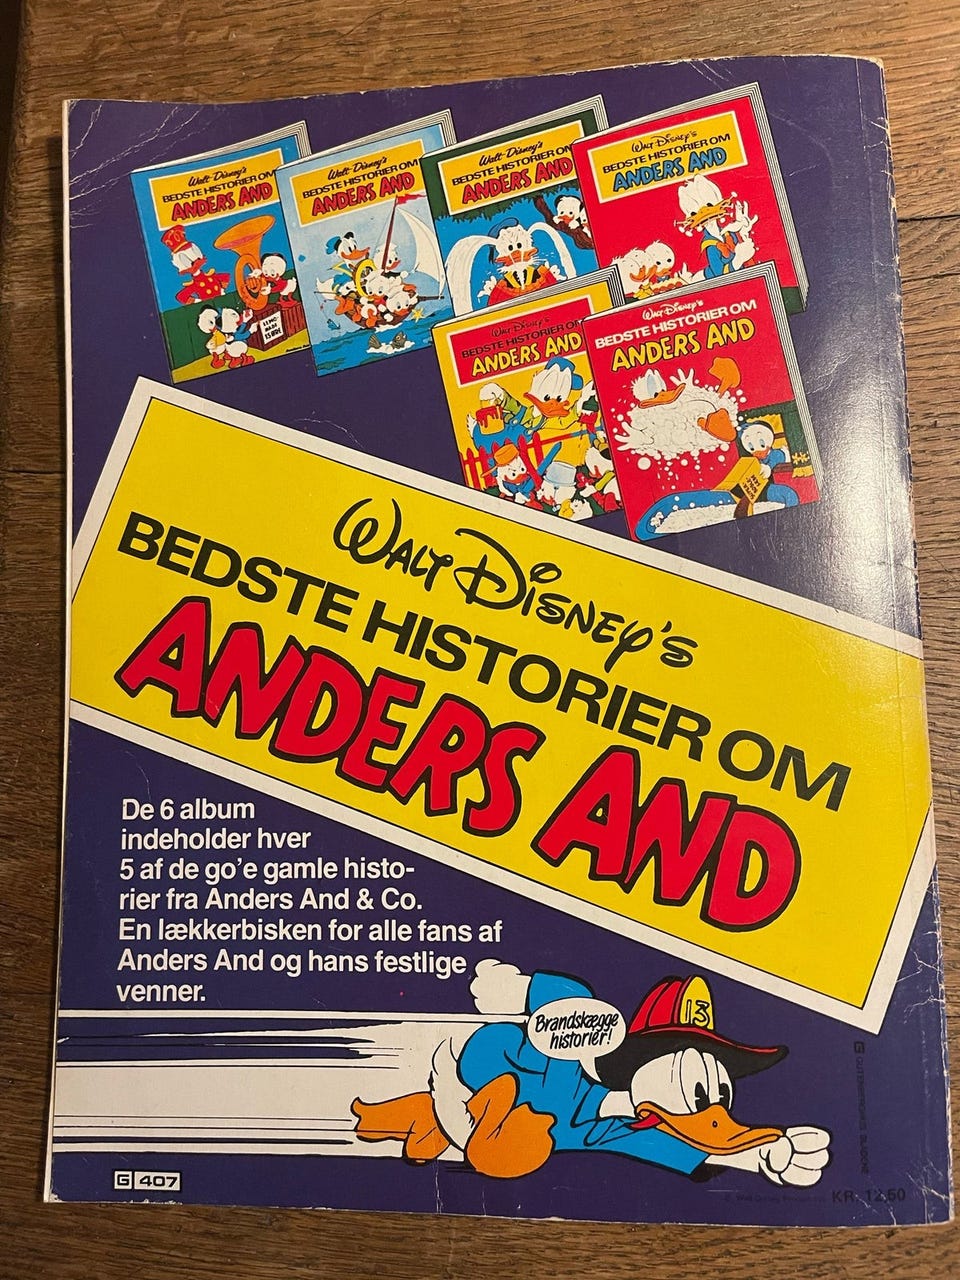 Walt Disney's
BEDSTE HISTORIER OM
ANDERS AND
Walt Disney's
BEDSTE HISTORIER OM
ANDERS AND
Walt Disney's
BEDSTE HISTORIER OM
ANDERS AND
Walt Disney's
BEDSTE HISTORIER OM
ANDERS AND
Walt Disney's
BEDSTE HISTORIER OM
ANDERS AND
Walt Disney's
BEDSTE HISTORIER OM
ANDERS AND
WALT DISNEY'S
BEDSTE HISTORIER OM
ANDERS AND
De 6 album
indeholder hver
5 af de go'e gamle histo-
rier fra Anders And & Co.
En lækkerbisken for alle fans af
Anders And og hans festlige
venner.
Brandskægge
historier!
13
G 407
KR. 12.50